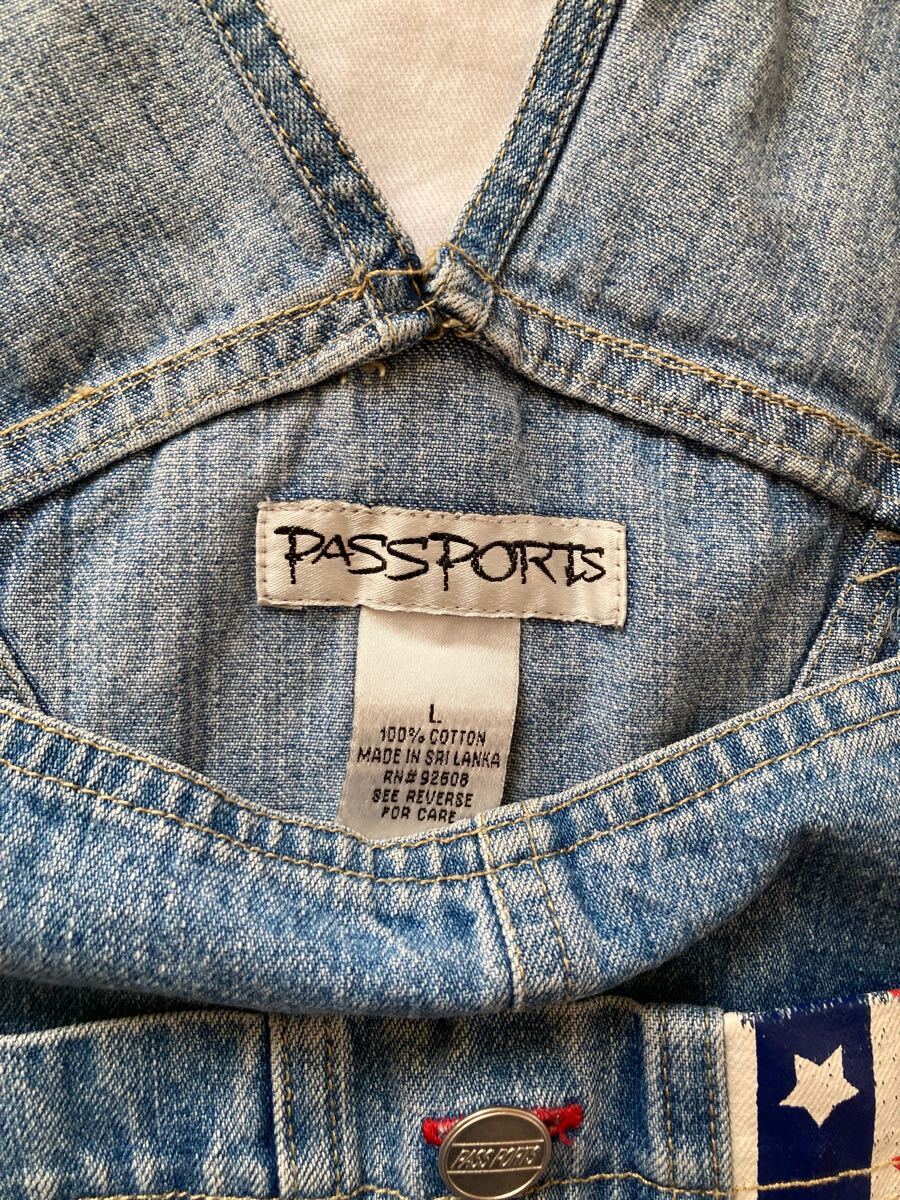 PASSPORTS
L
100% COTTON
MADE IN SRI LANKA
RN# 92608
SEE REVERSE
FOR CARE
PASSPORTS